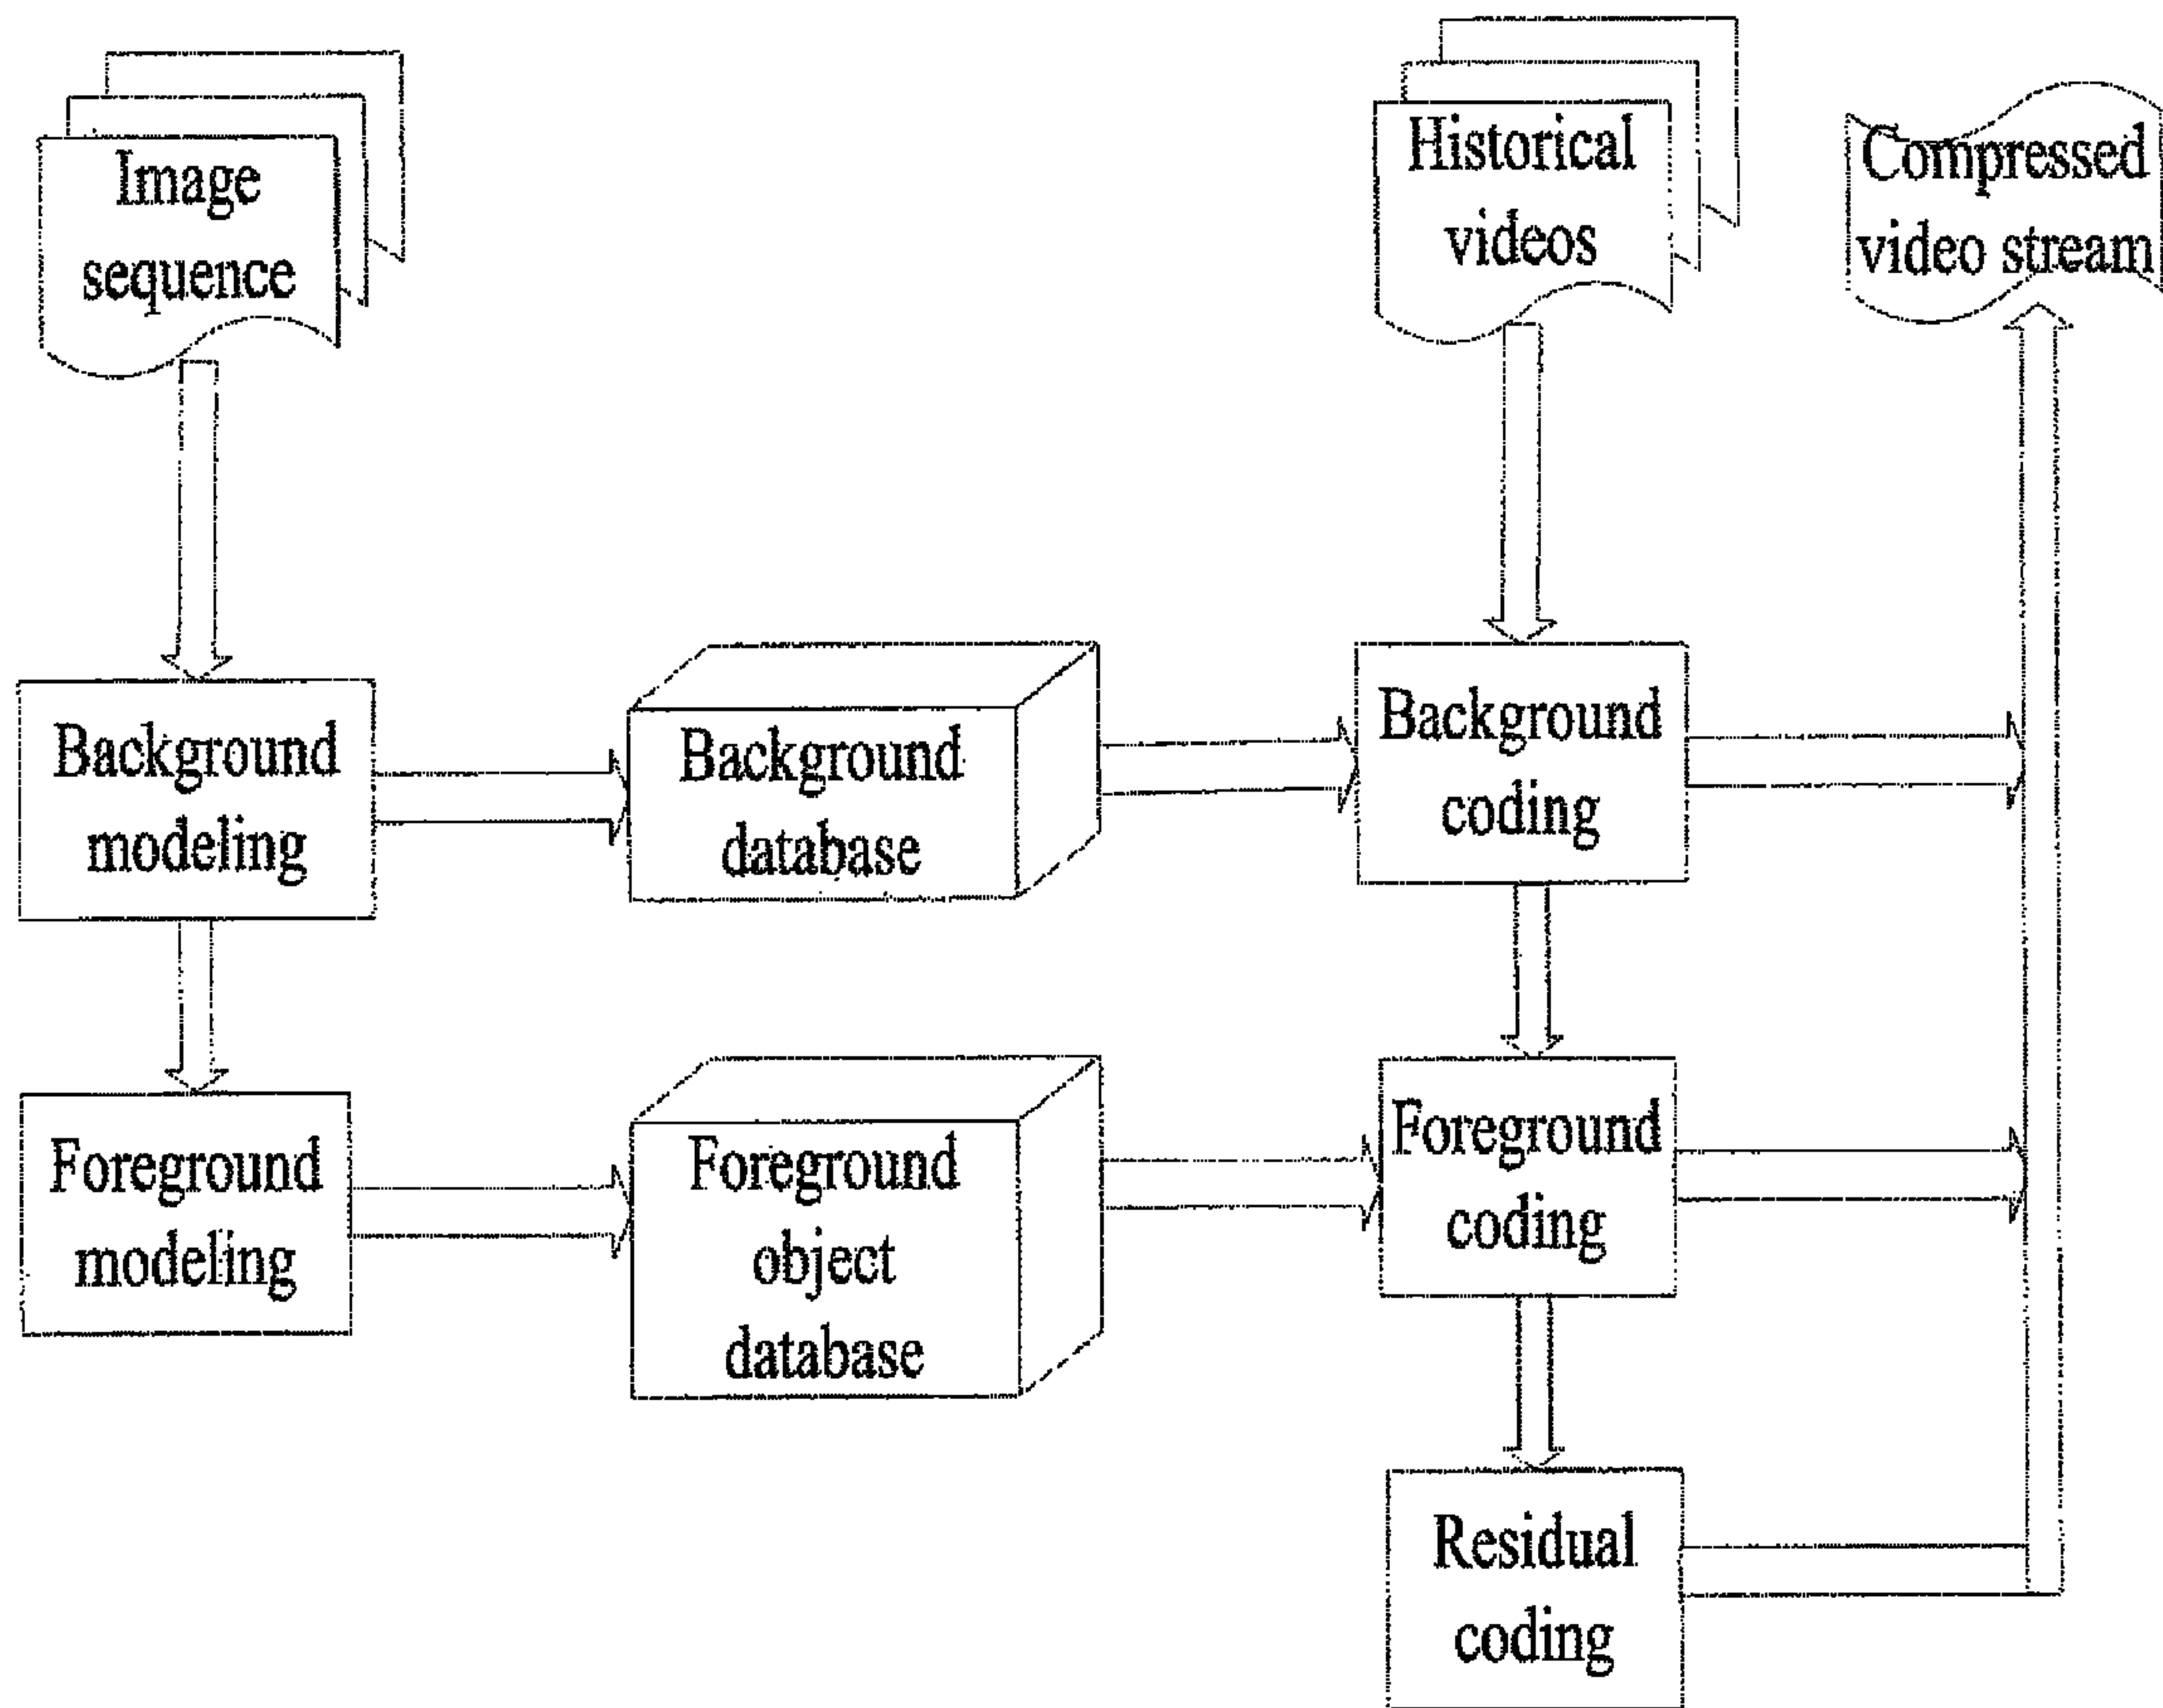 Image
sequence
Historical
videos
Compressed
video stream
Background
modeling
Background
database
Background
coding
Foreground
modeling
Foreground
object
database
Foreground
coding
Residual
coding